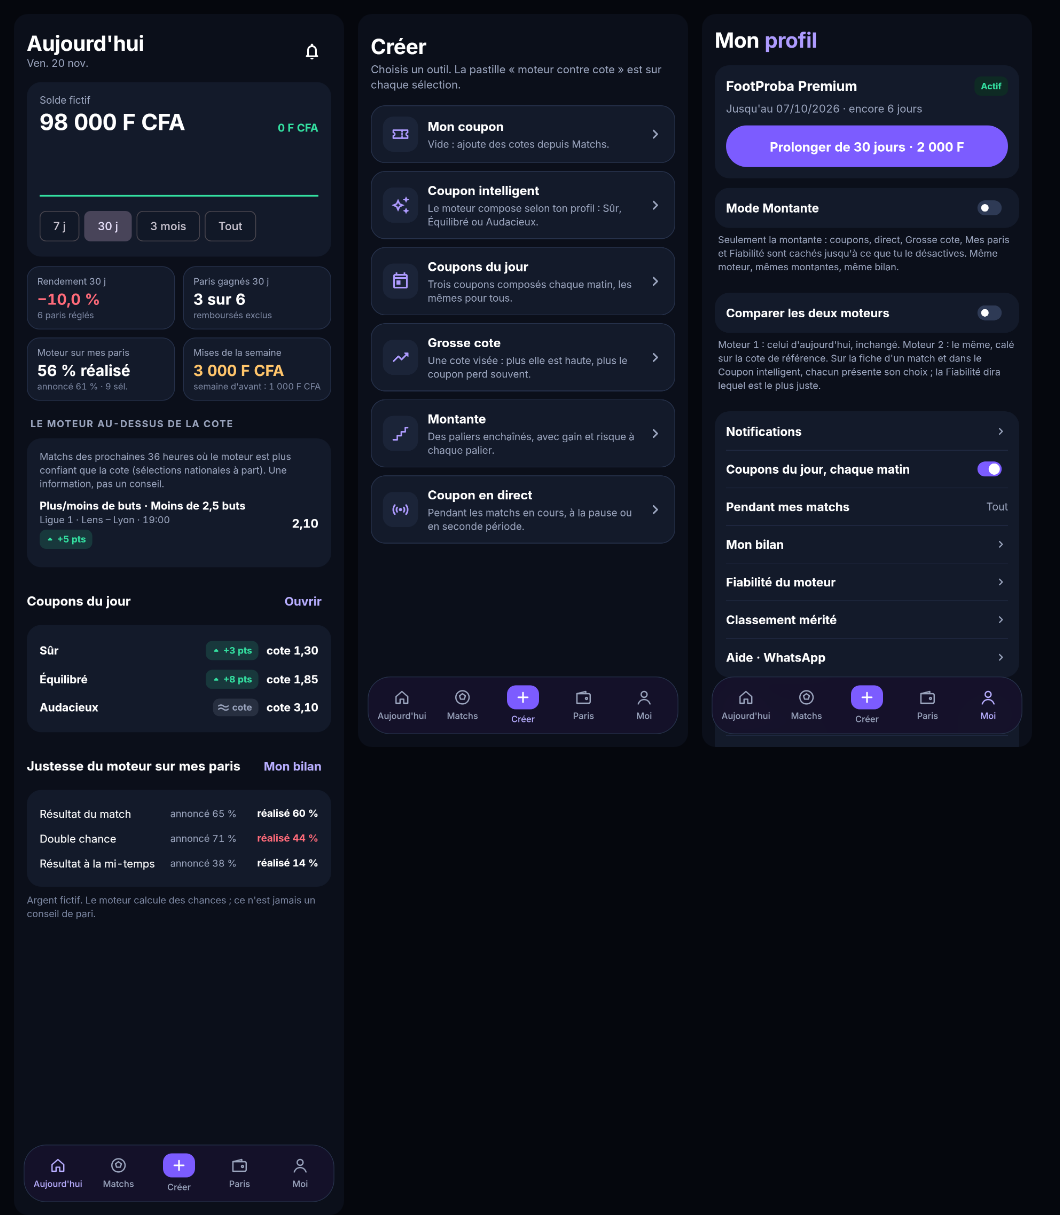 Aujourd'hui
Ven. 20 nov.
Solde fictif
98 000 F CFA
0 F CFA
7 j
30 j
3 mois
Tout
Rendement 30 j
−10,0 %
6 paris réglés
Paris gagnés 30 j
3 sur 6
remboursés exclus
Moteur sur mes paris
56 % réalisé
annoncé 61 % · 9 sél.
Mises de la semaine
3 000 F CFA
semaine d'avant : 1 000 F CFA
LE MOTEUR AU-DESSUS DE LA COTE
Matchs des prochaines 36 heures où le moteur est plus
confiant que la cote (sélections nationales à part). Une
information, pas un conseil.
Plus/moins de buts · Moins de 2,5 buts
Ligue 1 · Lens – Lyon · 19:00
+5 pts
2,10
Coupons du jour
Ouvrir
Sûr
+3 pts
cote 1,30
Équilibré
+8 pts
cote 1,85
Audacieux
≈ cote
cote 3,10
Justesse du moteur sur mes paris
Mon bilan
Résultat du match
annoncé 65 %
réalisé 60 %
Double chance
annoncé 71 %
réalisé 44 %
Résultat à la mi-temps
annoncé 38 %
réalisé 14 %
Argent fictif. Le moteur calcule des chances ; ce n'est jamais un
conseil de pari.
Aujourd'hui
Matchs
Créer
Paris
Moi
Créer
Choisis un outil. La pastille « moteur contre cote » est sur
chaque sélection.
Mon coupon
Vide : ajoute des cotes depuis Matchs.
Coupon intelligent
Le moteur compose selon ton profil : Sûr,
Équilibré ou Audacieux.
Coupons du jour
Trois coupons composés chaque matin, les
mêmes pour tous.
Grosse cote
Une cote visée : plus elle est haute, plus le
coupon perd souvent.
Montante
Des paliers enchaînés, avec gain et risque à
chaque palier.
Coupon en direct
Pendant les matchs en cours, à la pause ou
en seconde période.
Aujourd'hui
Matchs
Créer
Paris
Moi
Mon profil
FootProba Premium
Actif
Jusqu'au 07/10/2026 · encore 6 jours
Prolonger de 30 jours · 2 000 F
Mode Montante
Seulement la montante : coupons, direct, Grosse cote, Mes paris
et Fiabilité sont cachés jusqu'à ce que tu le désactives. Même
moteur, mêmes montantes, même bilan.
Comparer les deux moteurs
Moteur 1 : celui d'aujourd'hui, inchangé. Moteur 2 : le même, calé
sur la cote de référence. Sur la fiche d'un match et dans le
Coupon intelligent, chacun présente son choix ; la Fiabilité dira
lequel est le plus juste.
Notifications
Coupons du jour, chaque matin
Pendant mes matchs
Tout
Mon bilan
Fiabilité du moteur
Classement mérité
Aide · WhatsApp
Aujourd'hui
Matchs
Créer
Paris
Moi